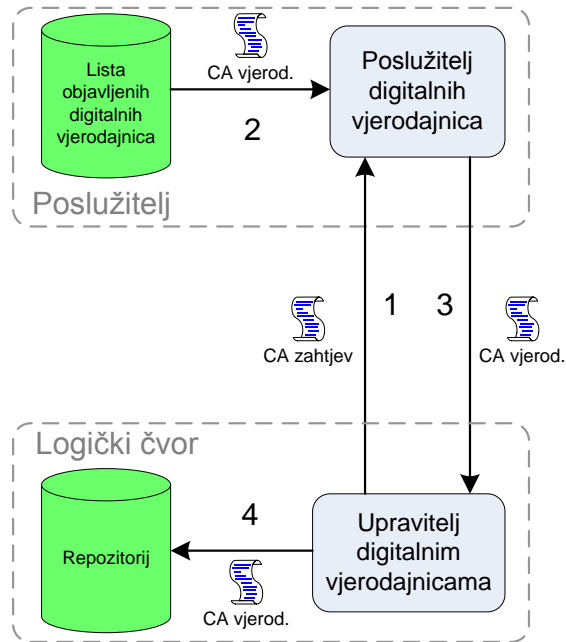 Lista
objavljenih
digitalnih
vjerodajnica
CA vjerod.
2
Poslužitelj
digitalnih
vjerodajnica
Poslužitelj
1
3
CA zahtjev
CA vjerod.
Logički čvor
Repozitorij
4
CA vjerod.
Upravitelj
digitalnim
vjerodajnicama